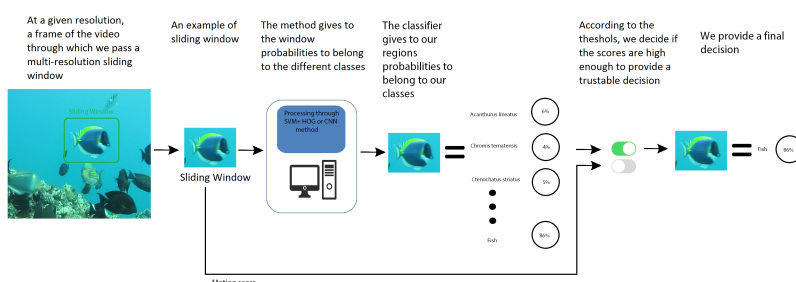 At a given resolution,
a frame of the video
through which we pass a
multi-resolution sliding
window
An example of
sliding window
The method gives to
the window
probabilities to belong
to the different classes
The classifier
gives to our
regions
probabilities to
belong to our
classes
According to the
theshols, we decide if
the scores are high
enough to provide a
trustable decision
We provide a final
decision
Sliding Window
Sliding Window
Processing through
SVM+ HOG or CNN
method
Acanthurus lineatus
6%
Chromis ternatensis
4%
Ctenochatus striatus
5%
Fish
86%
Fish
86%
Motion score